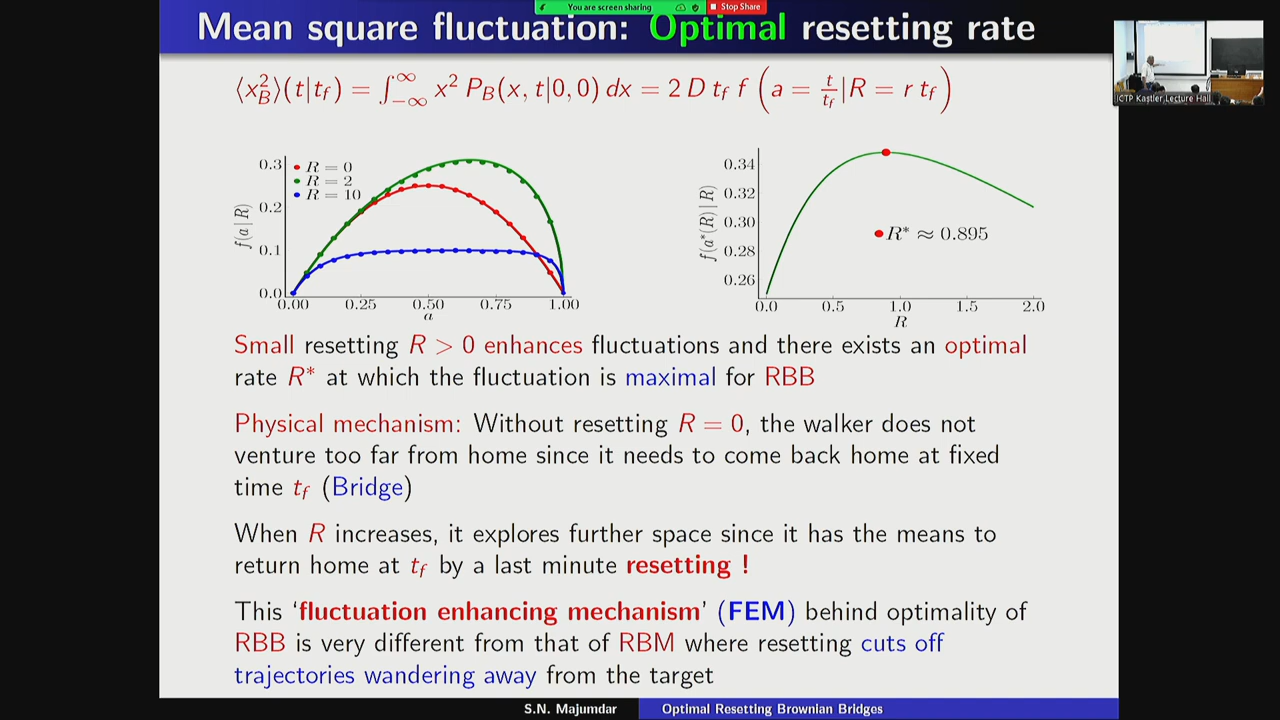 You are screen sharing
Stop Share
Mean square fluctuation: Optimal resetting rate
⟨x_B^2⟩(t|t_f) = ∫_{-∞}^{∞} x^2 P_B(x, t|0, 0) dx = 2 D t_f f (a = t/t_f | R = r t_f)
ICTP Kastler Lecture Hall
f(a | R)
0.3
0.2
0.1
0.0
R = 0
R = 2
R = 10
0.00 0.25 0.50 0.75 1.00
a
f(a*(R) | R)
0.34
0.32
0.30
0.28
0.26
R* ≈ 0.895
0.0 0.5 1.0 1.5 2.0
R
Small resetting R > 0 enhances fluctuations and there exists an optimal
rate R* at which the fluctuation is maximal for RBB
Physical mechanism: Without resetting R = 0, the walker does not
venture too far from home since it needs to come back home at fixed
time t_f (Bridge)
When R increases, it explores further space since it has the means to
return home at t_f by a last minute resetting !
This ‘fluctuation enhancing mechanism’ (FEM) behind optimality of
RBB is very different from that of RBM where resetting cuts off
trajectories wandering away from the target
S.N. Majumdar
Optimal Resetting Brownian Bridges